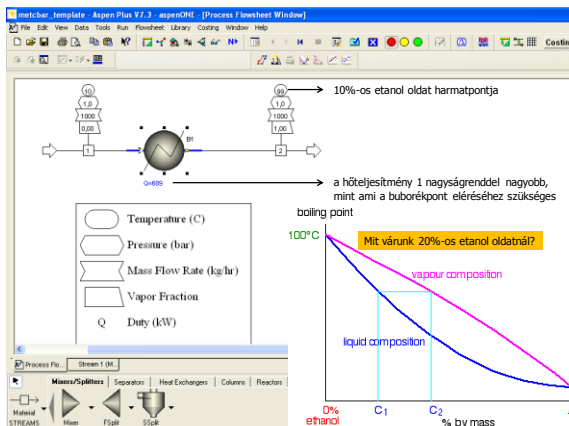 metcbar_template - Aspen Plus V7.3 - aspenONE - [Process Flowsheet Window]
File Edit View Data Tools Run Flowsheet Library Costing Window Help
N>
Costing
10
1,0
1000
0,00
99
1,0
1000
1,00
10%-os etanol oldat harmatpontja
B1
1
2
Q=689
a hőteljesítmény 1 nagyságrenddel nagyobb,
mint ami a buborékpont eléréséhez szükséges
Temperature (C)
Pressure (bar)
Mass Flow Rate (kg/hr)
Vapor Fraction
Q Duty (kW)
boiling point
100°C
Mit várunk 20%-os etanol oldatnál?
vapour composition
liquid composition
0%
ethanol
C1
C2
% by mass
Process Flo...
Stream 1 (M...
Mixers/Splitters
Separators
Heat Exchangers
Columns
Reactors
Material
STREAMS
Mixer
FSplit
SSplit